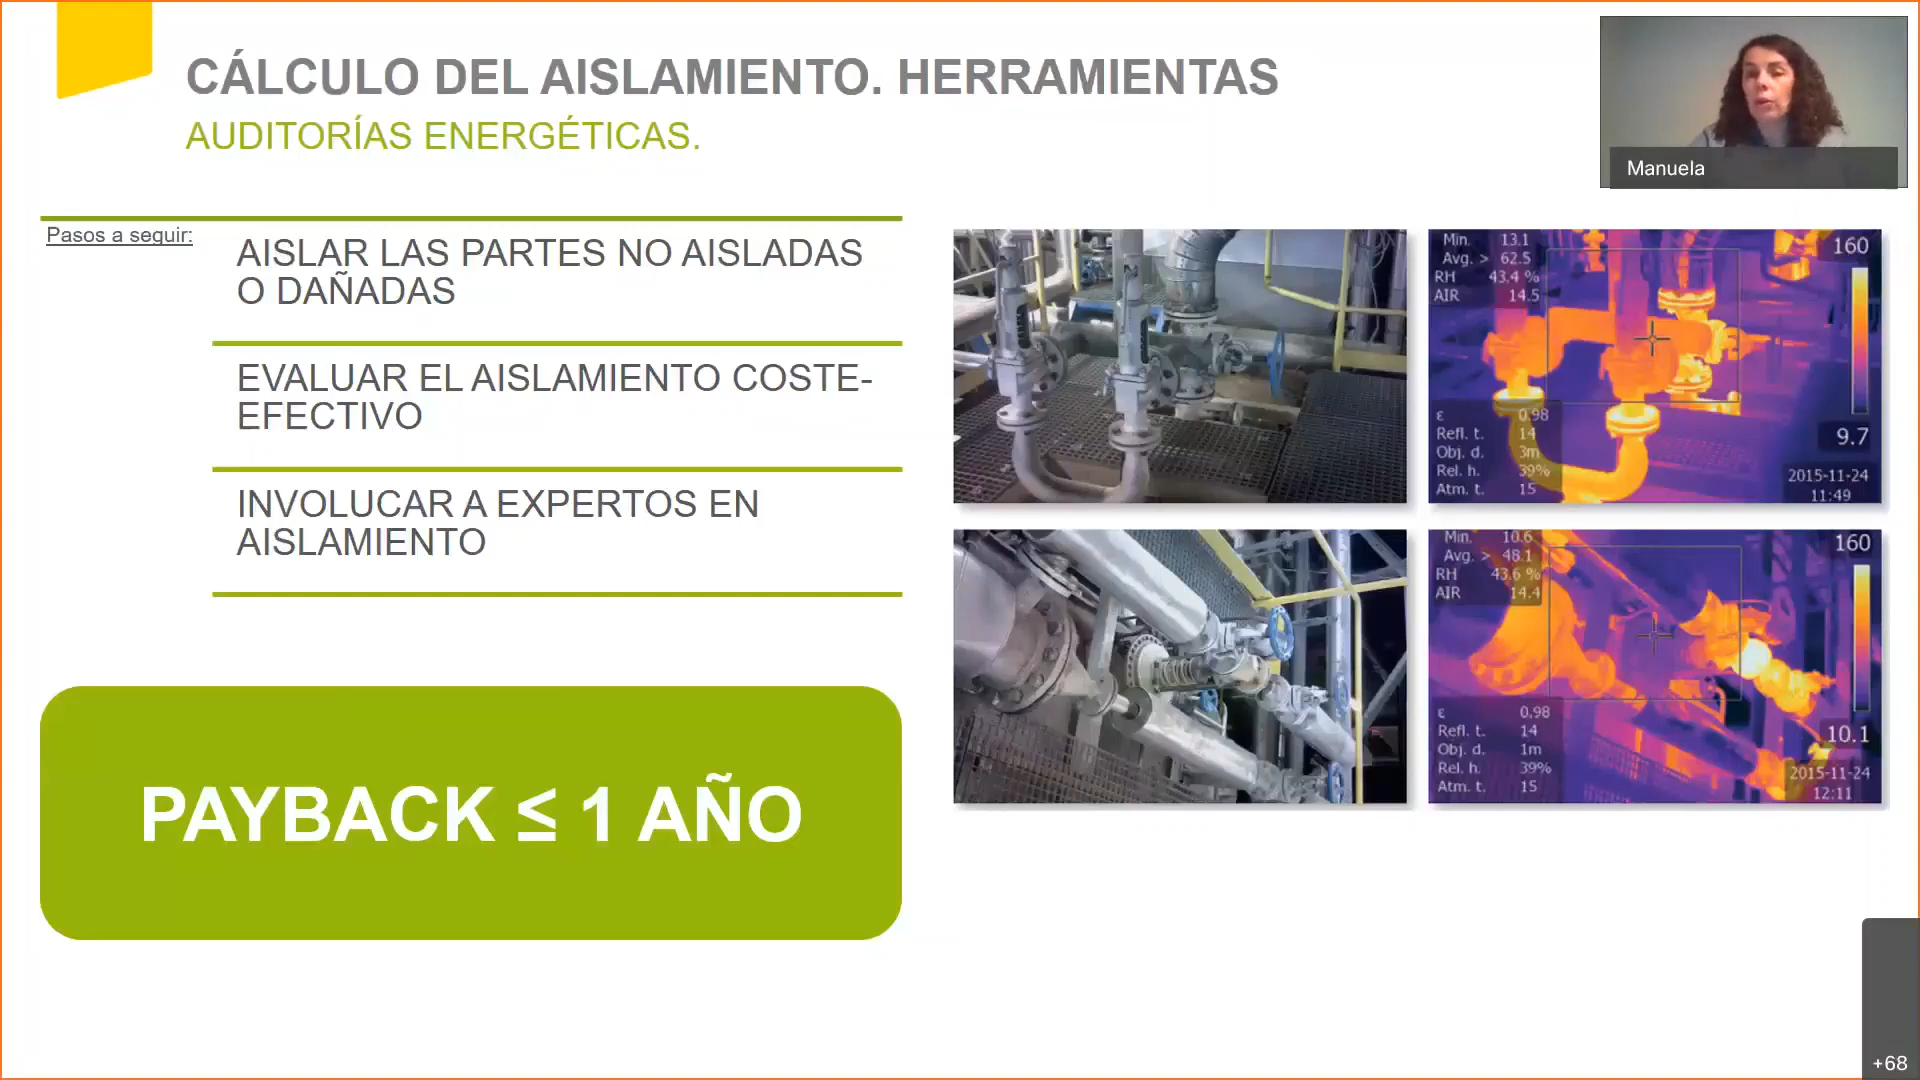 CÁLCULO DEL AISLAMIENTO. HERRAMIENTAS
AUDITORÍAS ENERGÉTICAS.
Manuela
Pasos a seguir:
AISLAR LAS PARTES NO AISLADAS
O DAÑADAS
EVALUAR EL AISLAMIENTO COSTE-
EFECTIVO
INVOLUCAR A EXPERTOS EN
AISLAMIENTO
PAYBACK ≤ 1 AÑO
Min. 13.1
Avg. > 62.5
RH 43.4 %
AIR 14.5
160
ε 0,98
Refl. t. 14
Obj. d. 3m
Rel. h. 39%
Atm. t. 15
9.7
2015-11-24
11:49
Min. 10.6
Avg. > 48.1
RH 43.6 %
AIR 14.4
160
ε 0,98
Refl. t. 14
Obj. d. 1m
Rel. h. 39%
Atm. t. 15
10.1
2015-11-24
12:11
+68